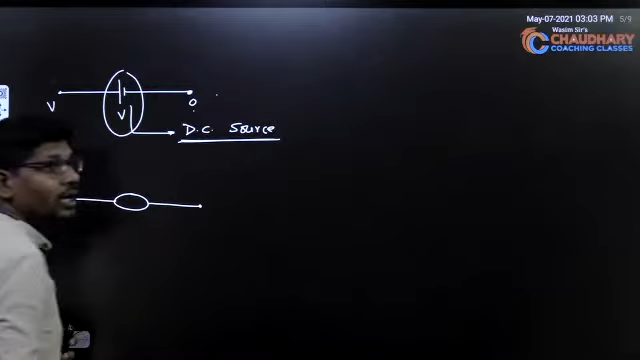 May-07-2021 03:03 PM 5/9
Wasim Sir's
CHAUDHARY
COACHING CLASSES
V
V
0
D.C. Source